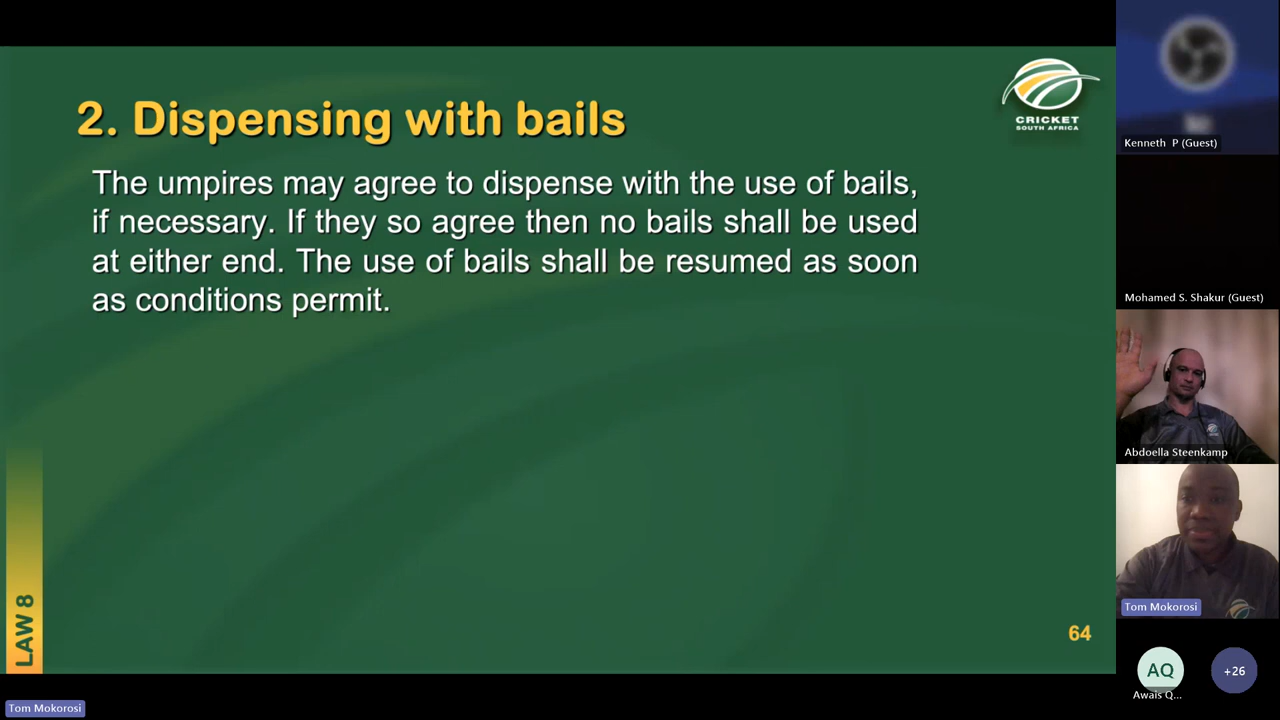 2. Dispensing with bails
The umpires may agree to dispense with the use of bails,
if necessary. If they so agree then no bails shall be used
at either end. The use of bails shall be resumed as soon
as conditions permit.
CRICKET
SOUTH AFRICA
LAW 8
64
Tom Mokorosi
Kenneth P (Guest)
Mohamed S. Shakur (Guest)
Abdoella Steenkamp
Tom Mokorosi
AQ
Awais Q...
+26